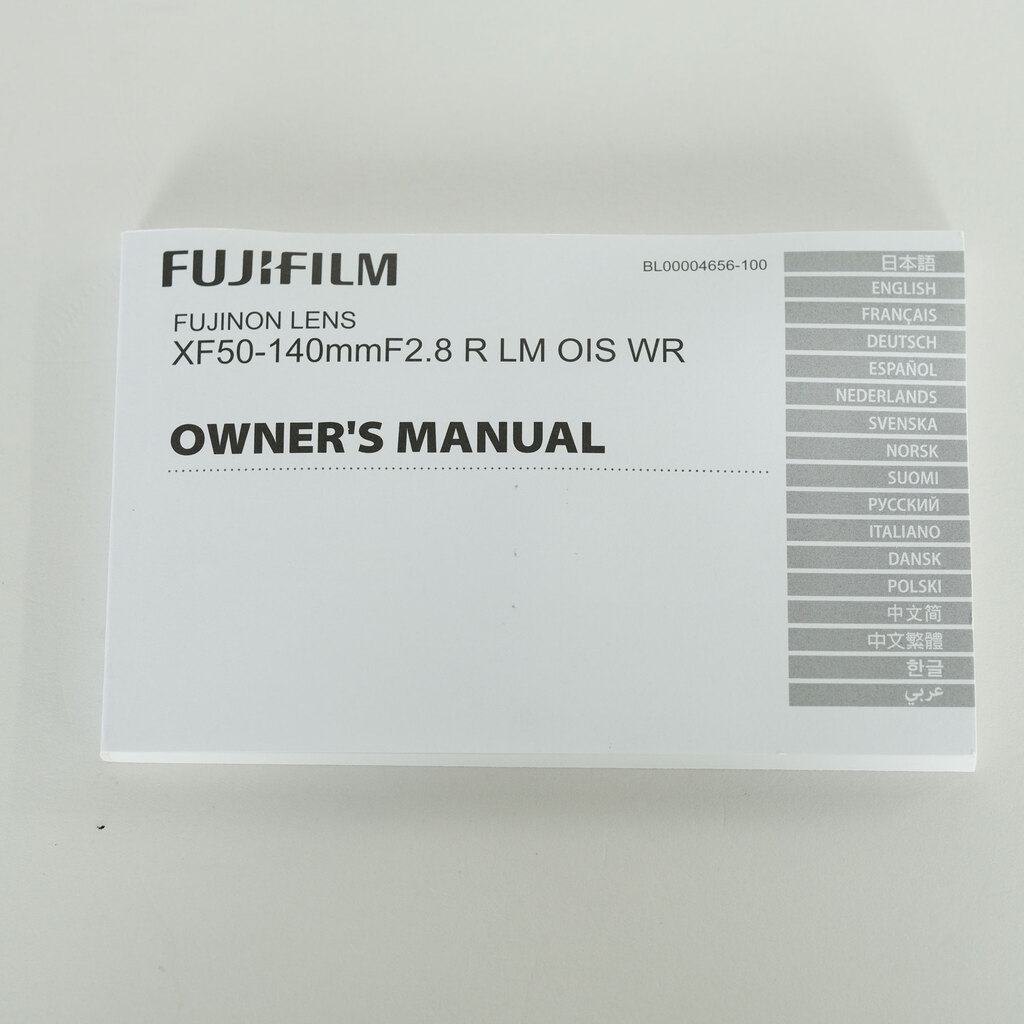 FUJIFILM
BL00004656-100
FUJINON LENS
XF50-140mmF2.8 R LM OIS WR
OWNER'S MANUAL
日本語
ENGLISH
FRANÇAIS
DEUTSCH
ESPAÑOL
NEDERLANDS
SVENSKA
NORSK
SUOMI
РУССКИЙ
ITALIANO
DANSK
POLSKI
中文简
中文繁體
한글
عربي